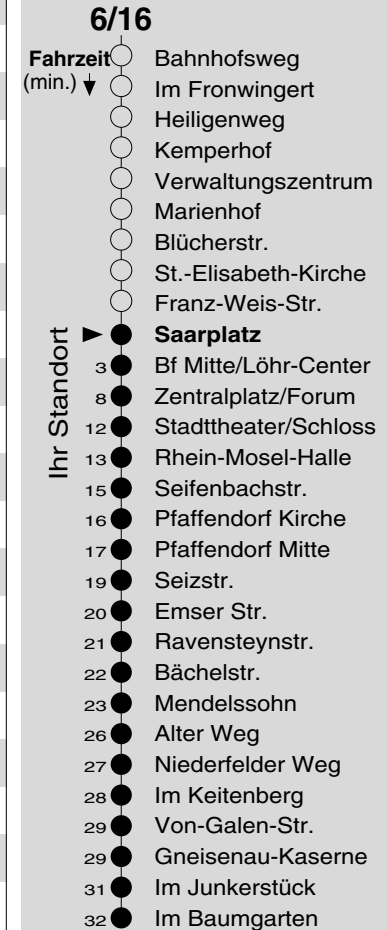 6/16
Fahrzeit Bahnhofsweg
(min.) Im Fronwingert
Heiligenweg
Kemperhof
Verwaltungszentrum
Marienhof
Blücherstr.
St.-Elisabeth-Kirche
Franz-Weis-Str.
Ihr Standort
Saarplatz
3 Bf Mitte/Löhr-Center
8 Zentralplatz/Forum
12 Stadttheater/Schloss
13 Rhein-Mosel-Halle
15 Seifenbachstr.
16 Pfaffendorf Kirche
17 Pfaffendorf Mitte
19 Seizstr.
20 Emser Str.
21 Ravensteynstr.
22 Bächelstr.
23 Mendelssohn
26 Alter Weg
27 Niederfelder Weg
28 Im Keitenberg
29 Von-Galen-Str.
29 Gneisenau-Kaserne
31 Im Junkerstück
32 Im Baumgarten